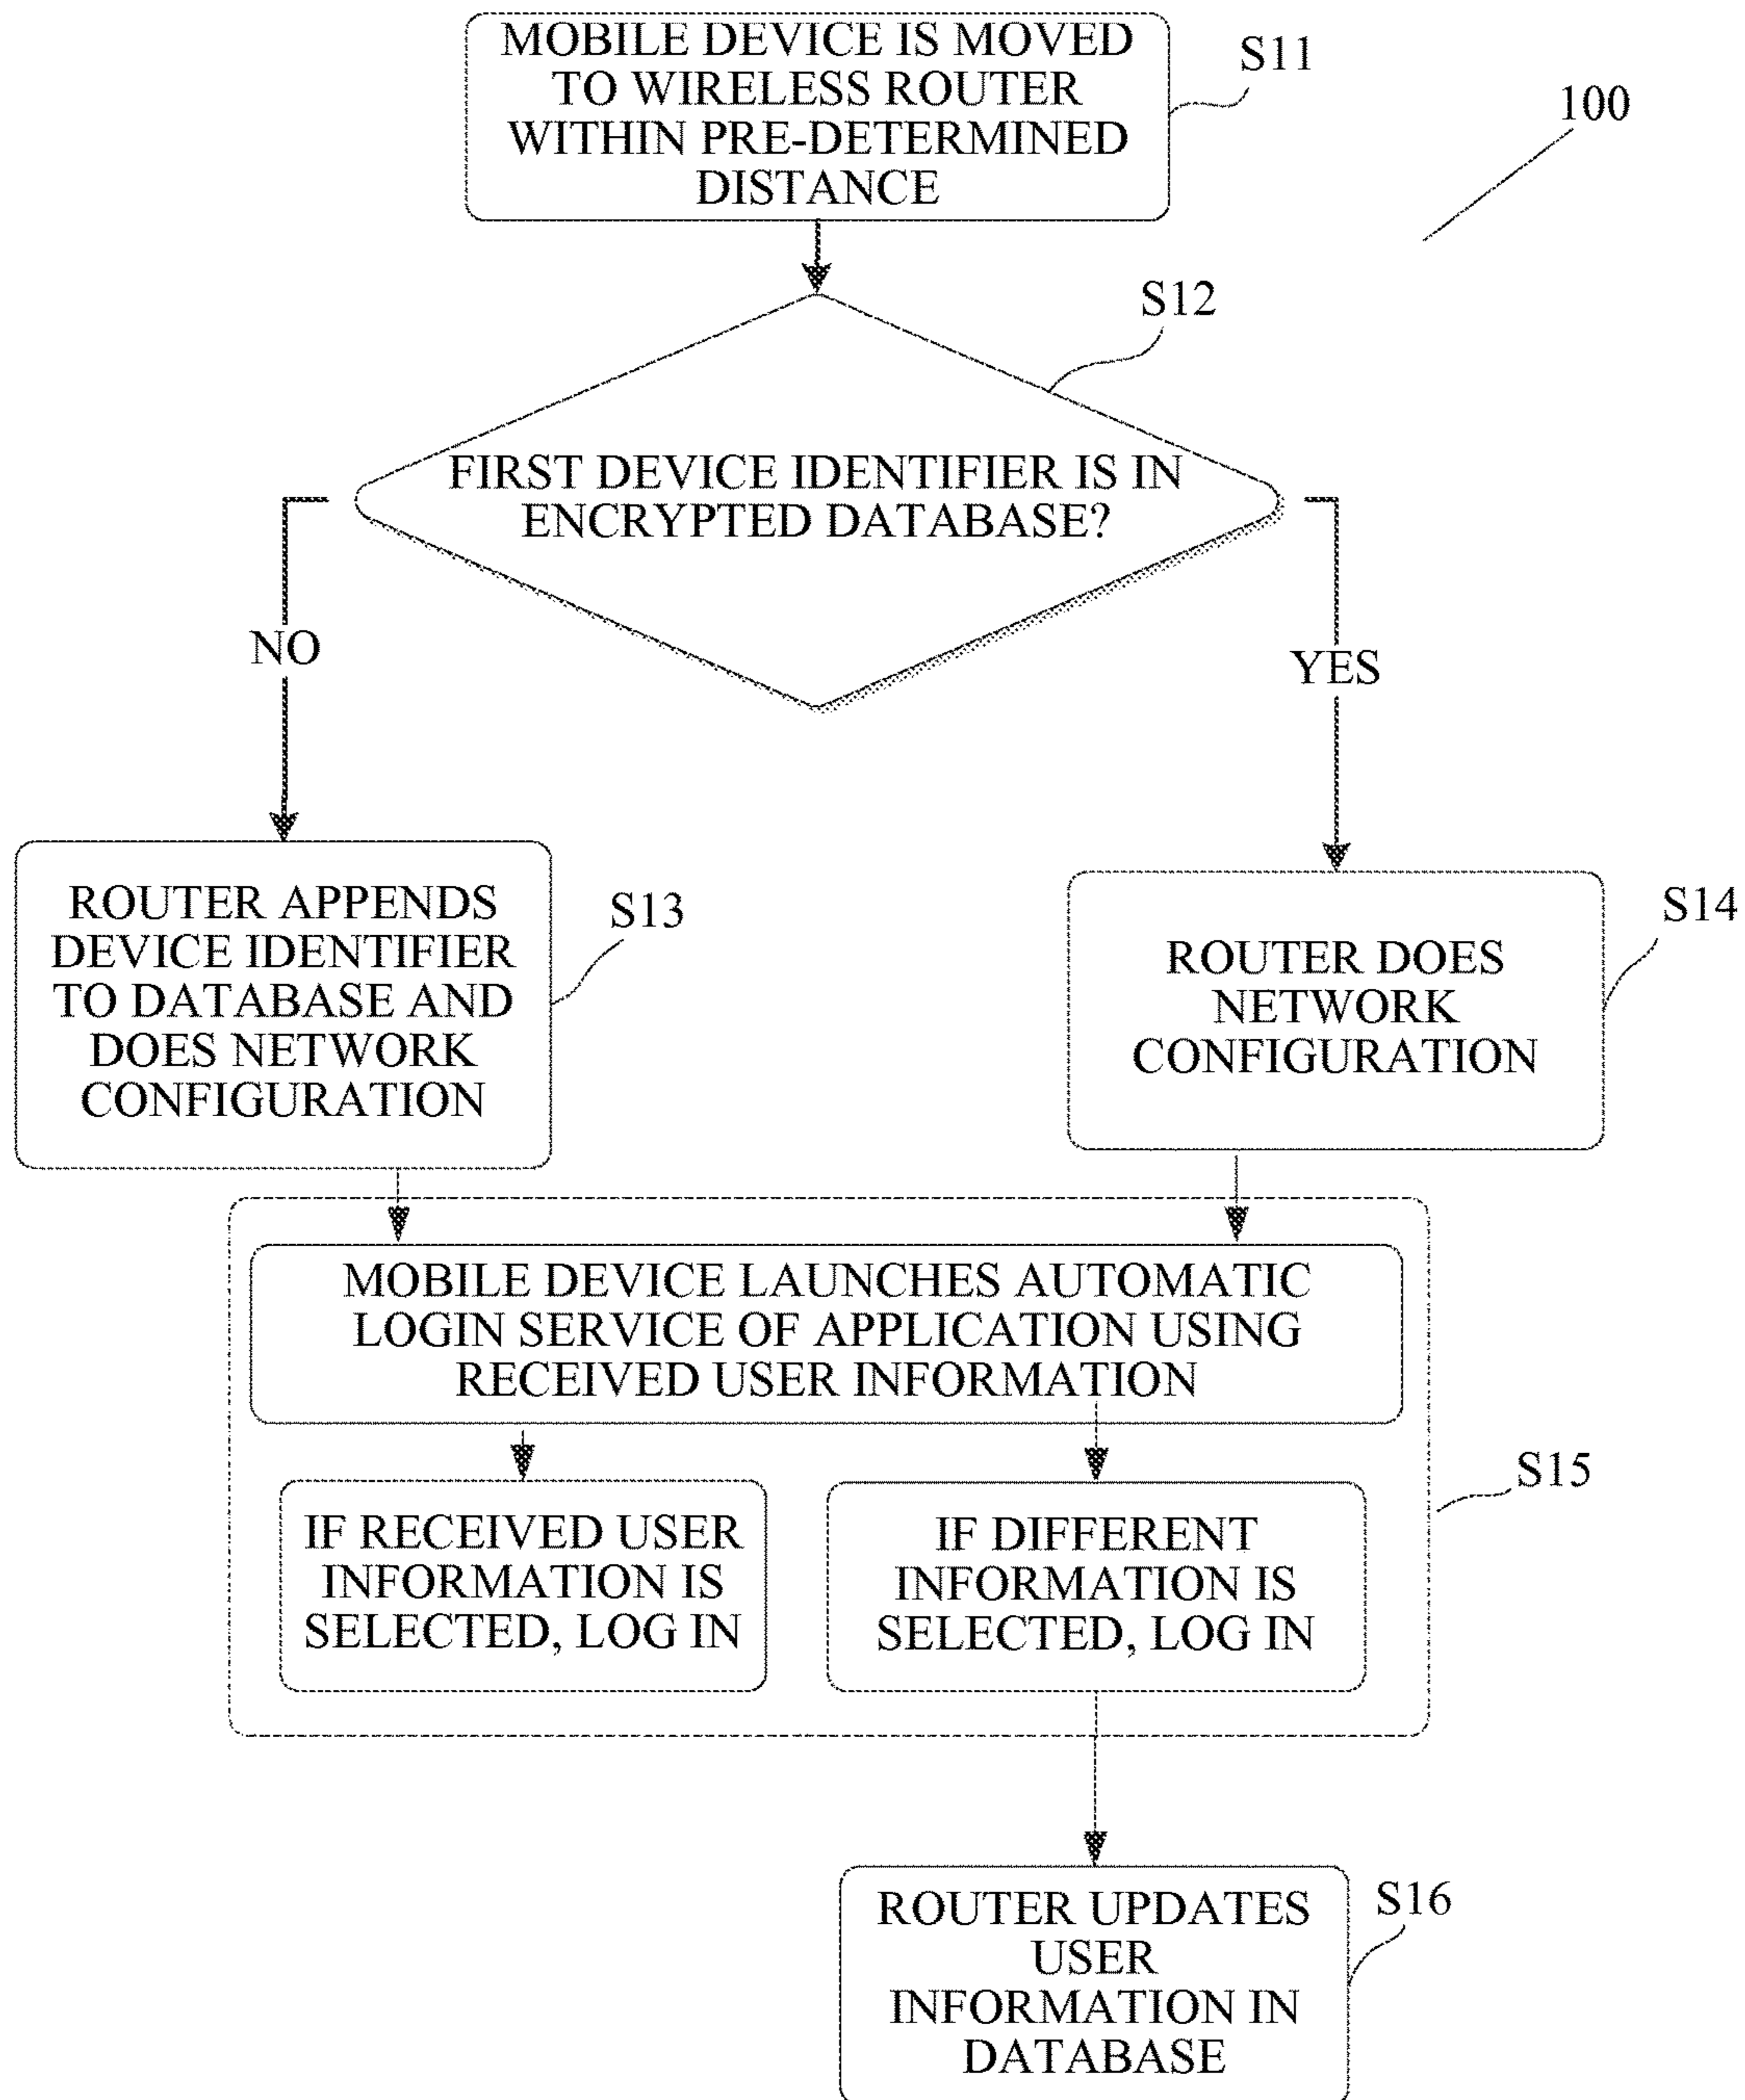 MOBILE DEVICE IS MOVED
TO WIRELESS ROUTER
WITHIN PRE-DETERMINED
DISTANCE
S11
100
S12
FIRST DEVICE IDENTIFIER IS IN
ENCRYPTED DATABASE?
NO
YES
ROUTER APPENDS
DEVICE IDENTIFIER
TO DATABASE AND
DOES NETWORK
CONFIGURATION
S13
ROUTER DOES
NETWORK
CONFIGURATION
S14
MOBILE DEVICE LAUNCHES AUTOMATIC
LOGIN SERVICE OF APPLICATION USING
RECEIVED USER INFORMATION
IF RECEIVED USER
INFORMATION IS
SELECTED, LOG IN
IF DIFFERENT
INFORMATION IS
SELECTED, LOG IN
S15
ROUTER UPDATES
USER
INFORMATION IN
DATABASE
S16